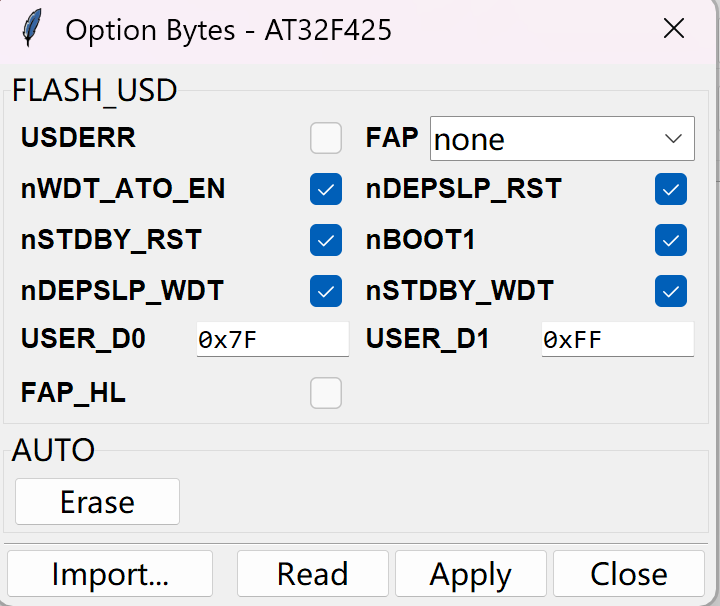 Option Bytes - AT32F425
FLASH_USD
USDERR FAP none
nWDT_ATO_EN nDEPSLP_RST
nSTDBY_RST nBOOT1
nDEPSLP_WDT nSTDBY_WDT
USER_D0 0x7F USER_D1 0xFF
FAP_HL
AUTO
Erase
Import... Read Apply Close